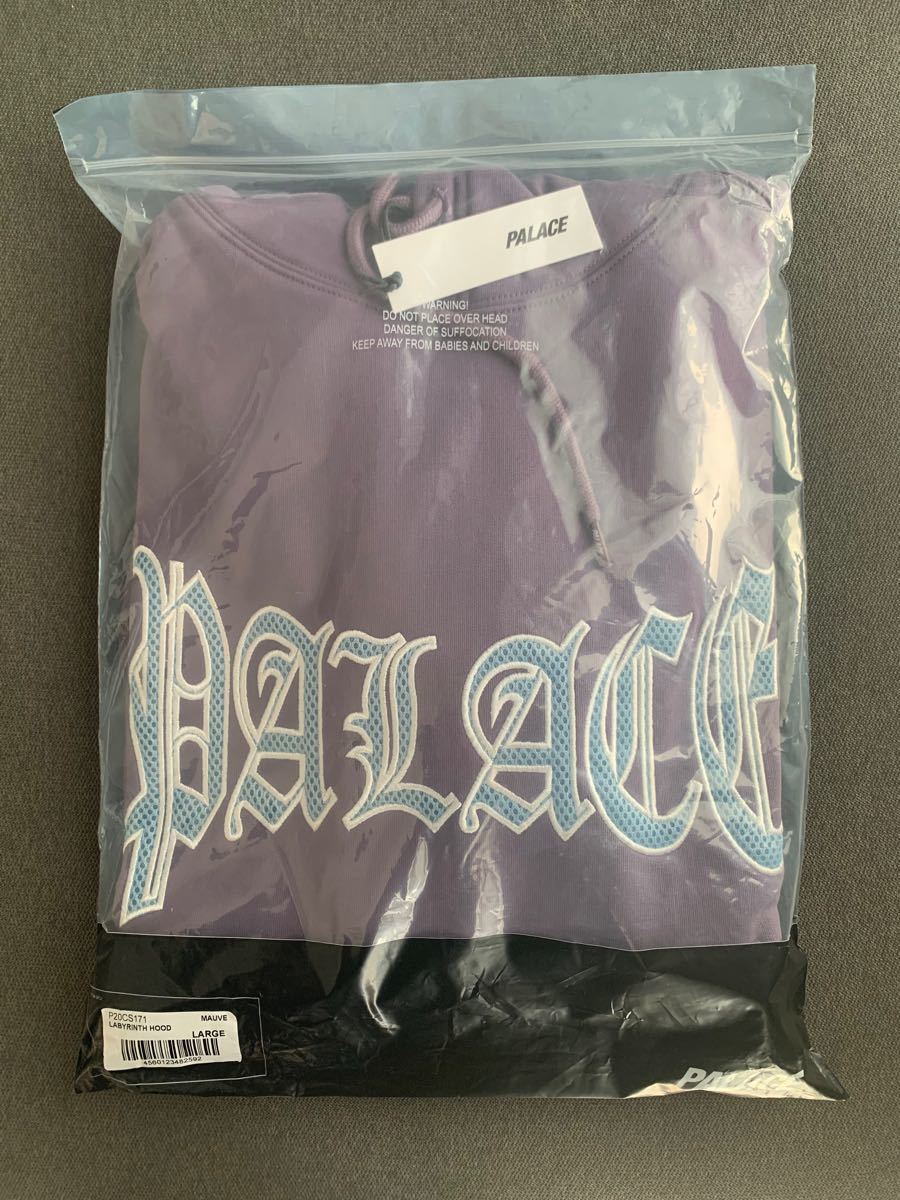 PALACE
WARNING!
DO NOT PLACE OVER HEAD
DANGER OF SUFFOCATION
KEEP AWAY FROM BABIES AND CHILDREN
PALACE
P20CS171 MAUVE
LABYRINTH HOOD
LARGE
4560123482592
PALACE